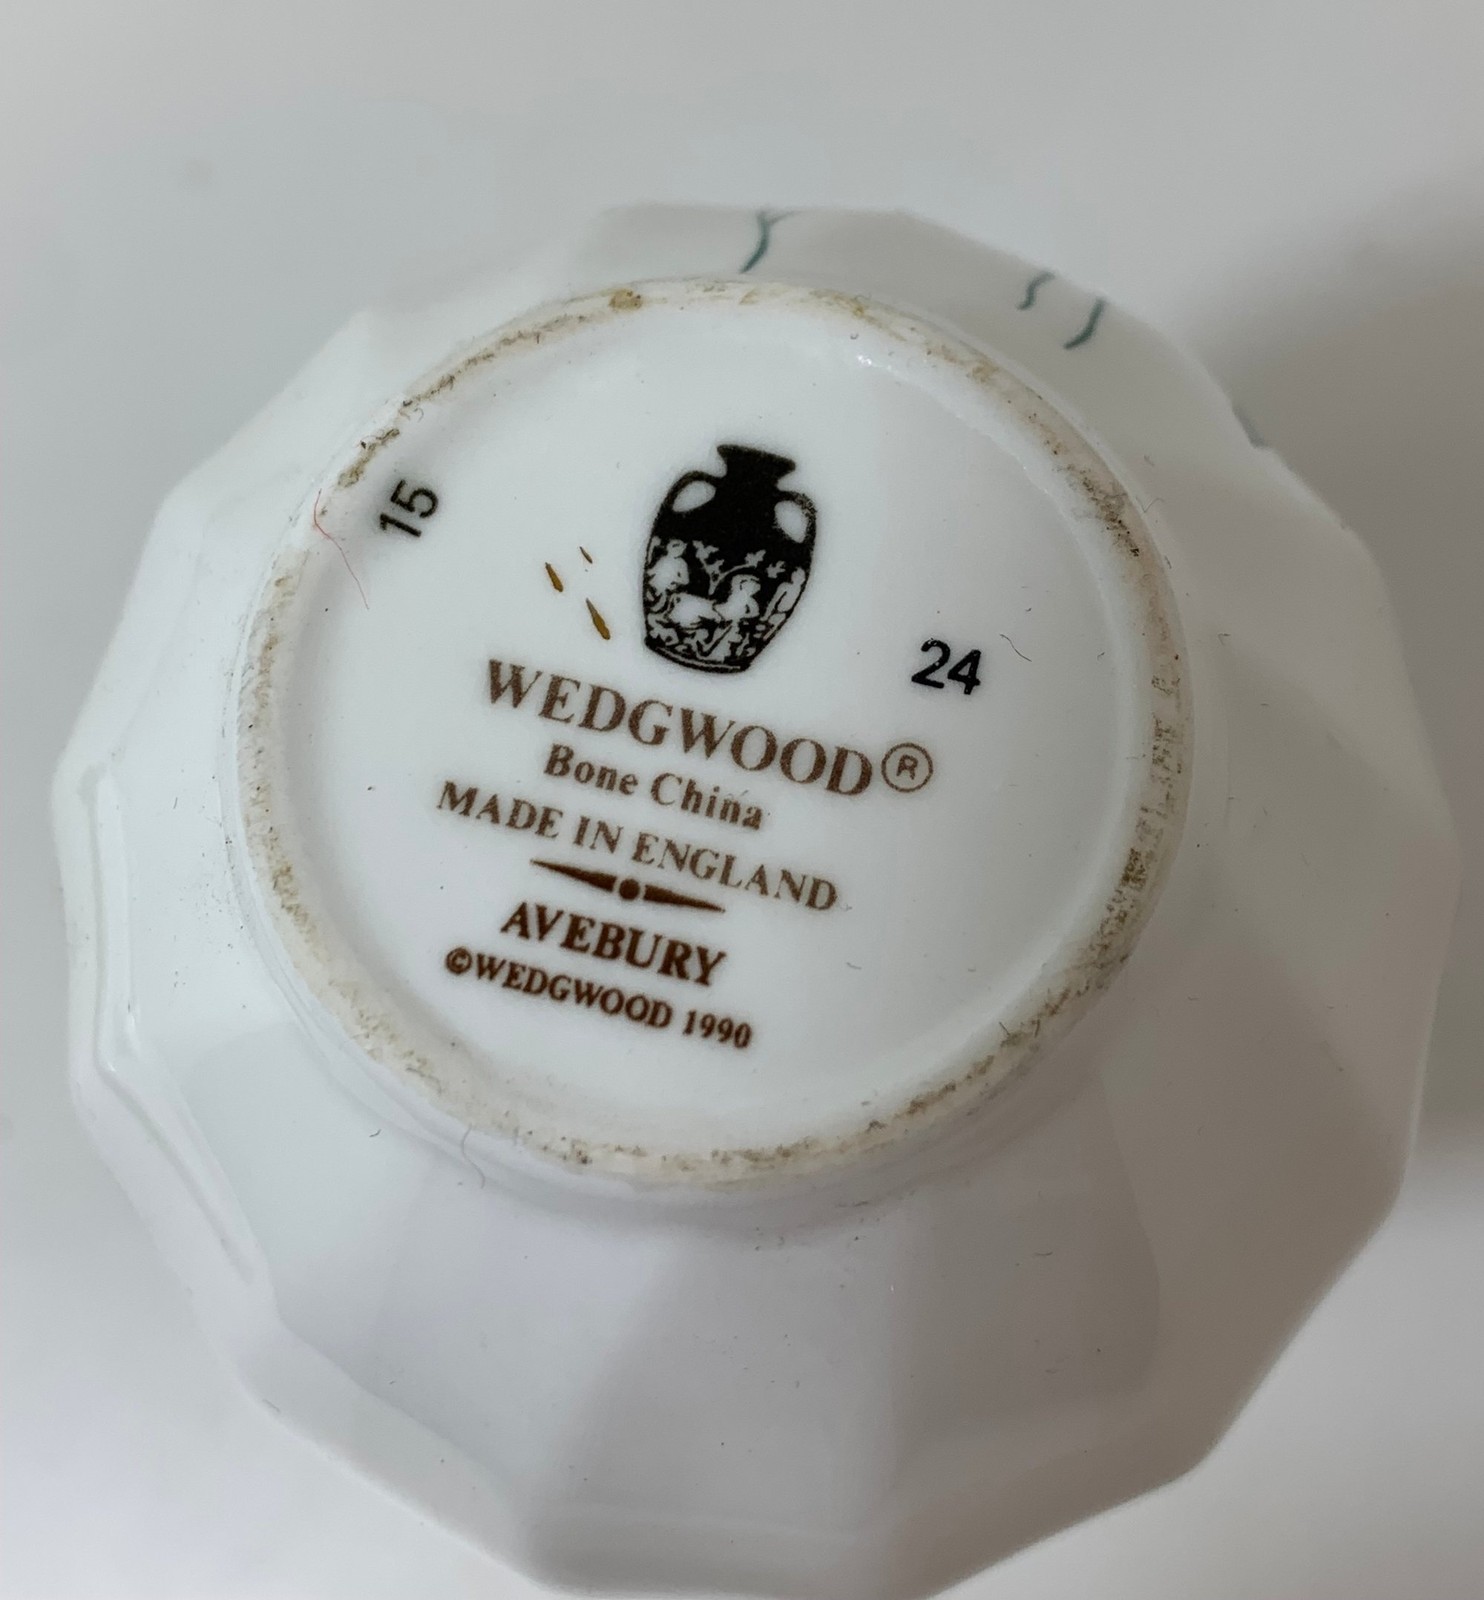 15
24
WEDGWOOD®
Bone China
MADE IN ENGLAND
AVEBURY
©WEDGWOOD 1990